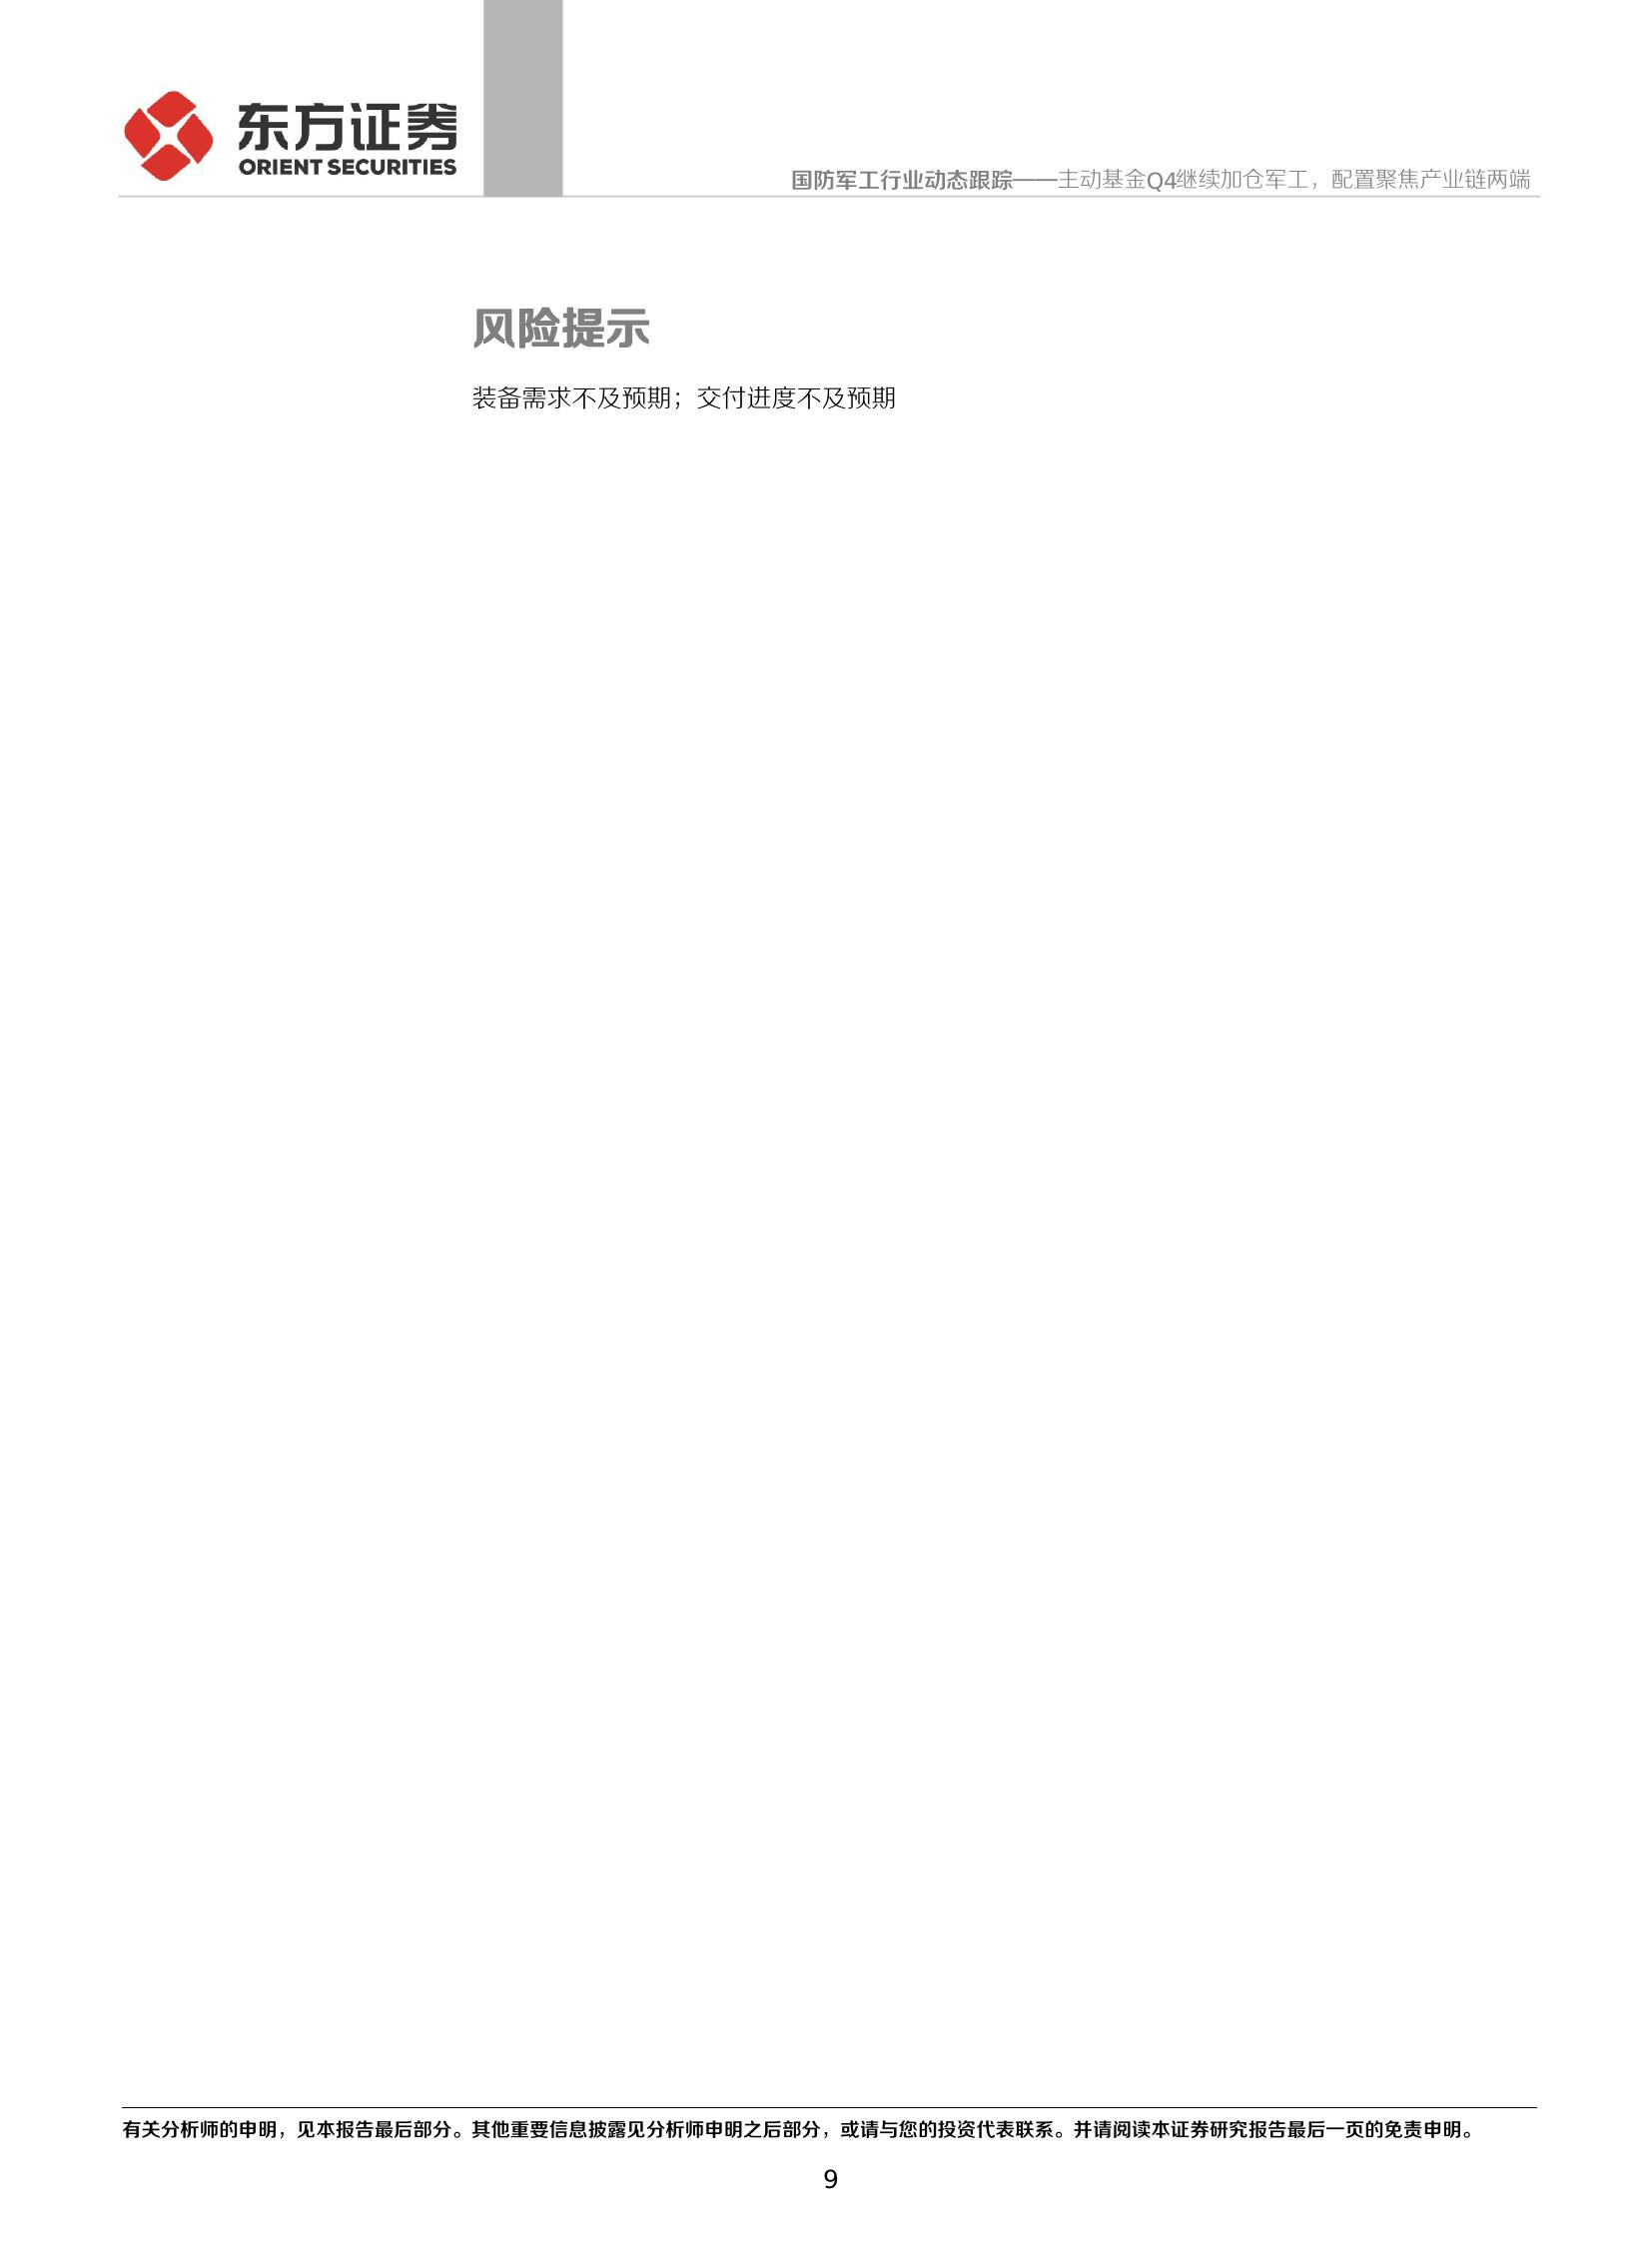 东方证券
ORIENT SECURITIES
国防军工行业动态跟踪——主动基金Q4继续加仓军工，配置聚焦产业链两端
风险提示
装备需求不及预期；交付进度不及预期
有关分析师的申明，见本报告最后部分。其他重要信息披露见分析师申明之后部分，或请与您的投资代表联系。并请阅读本证券研究报告最后一页的免责申明。
9